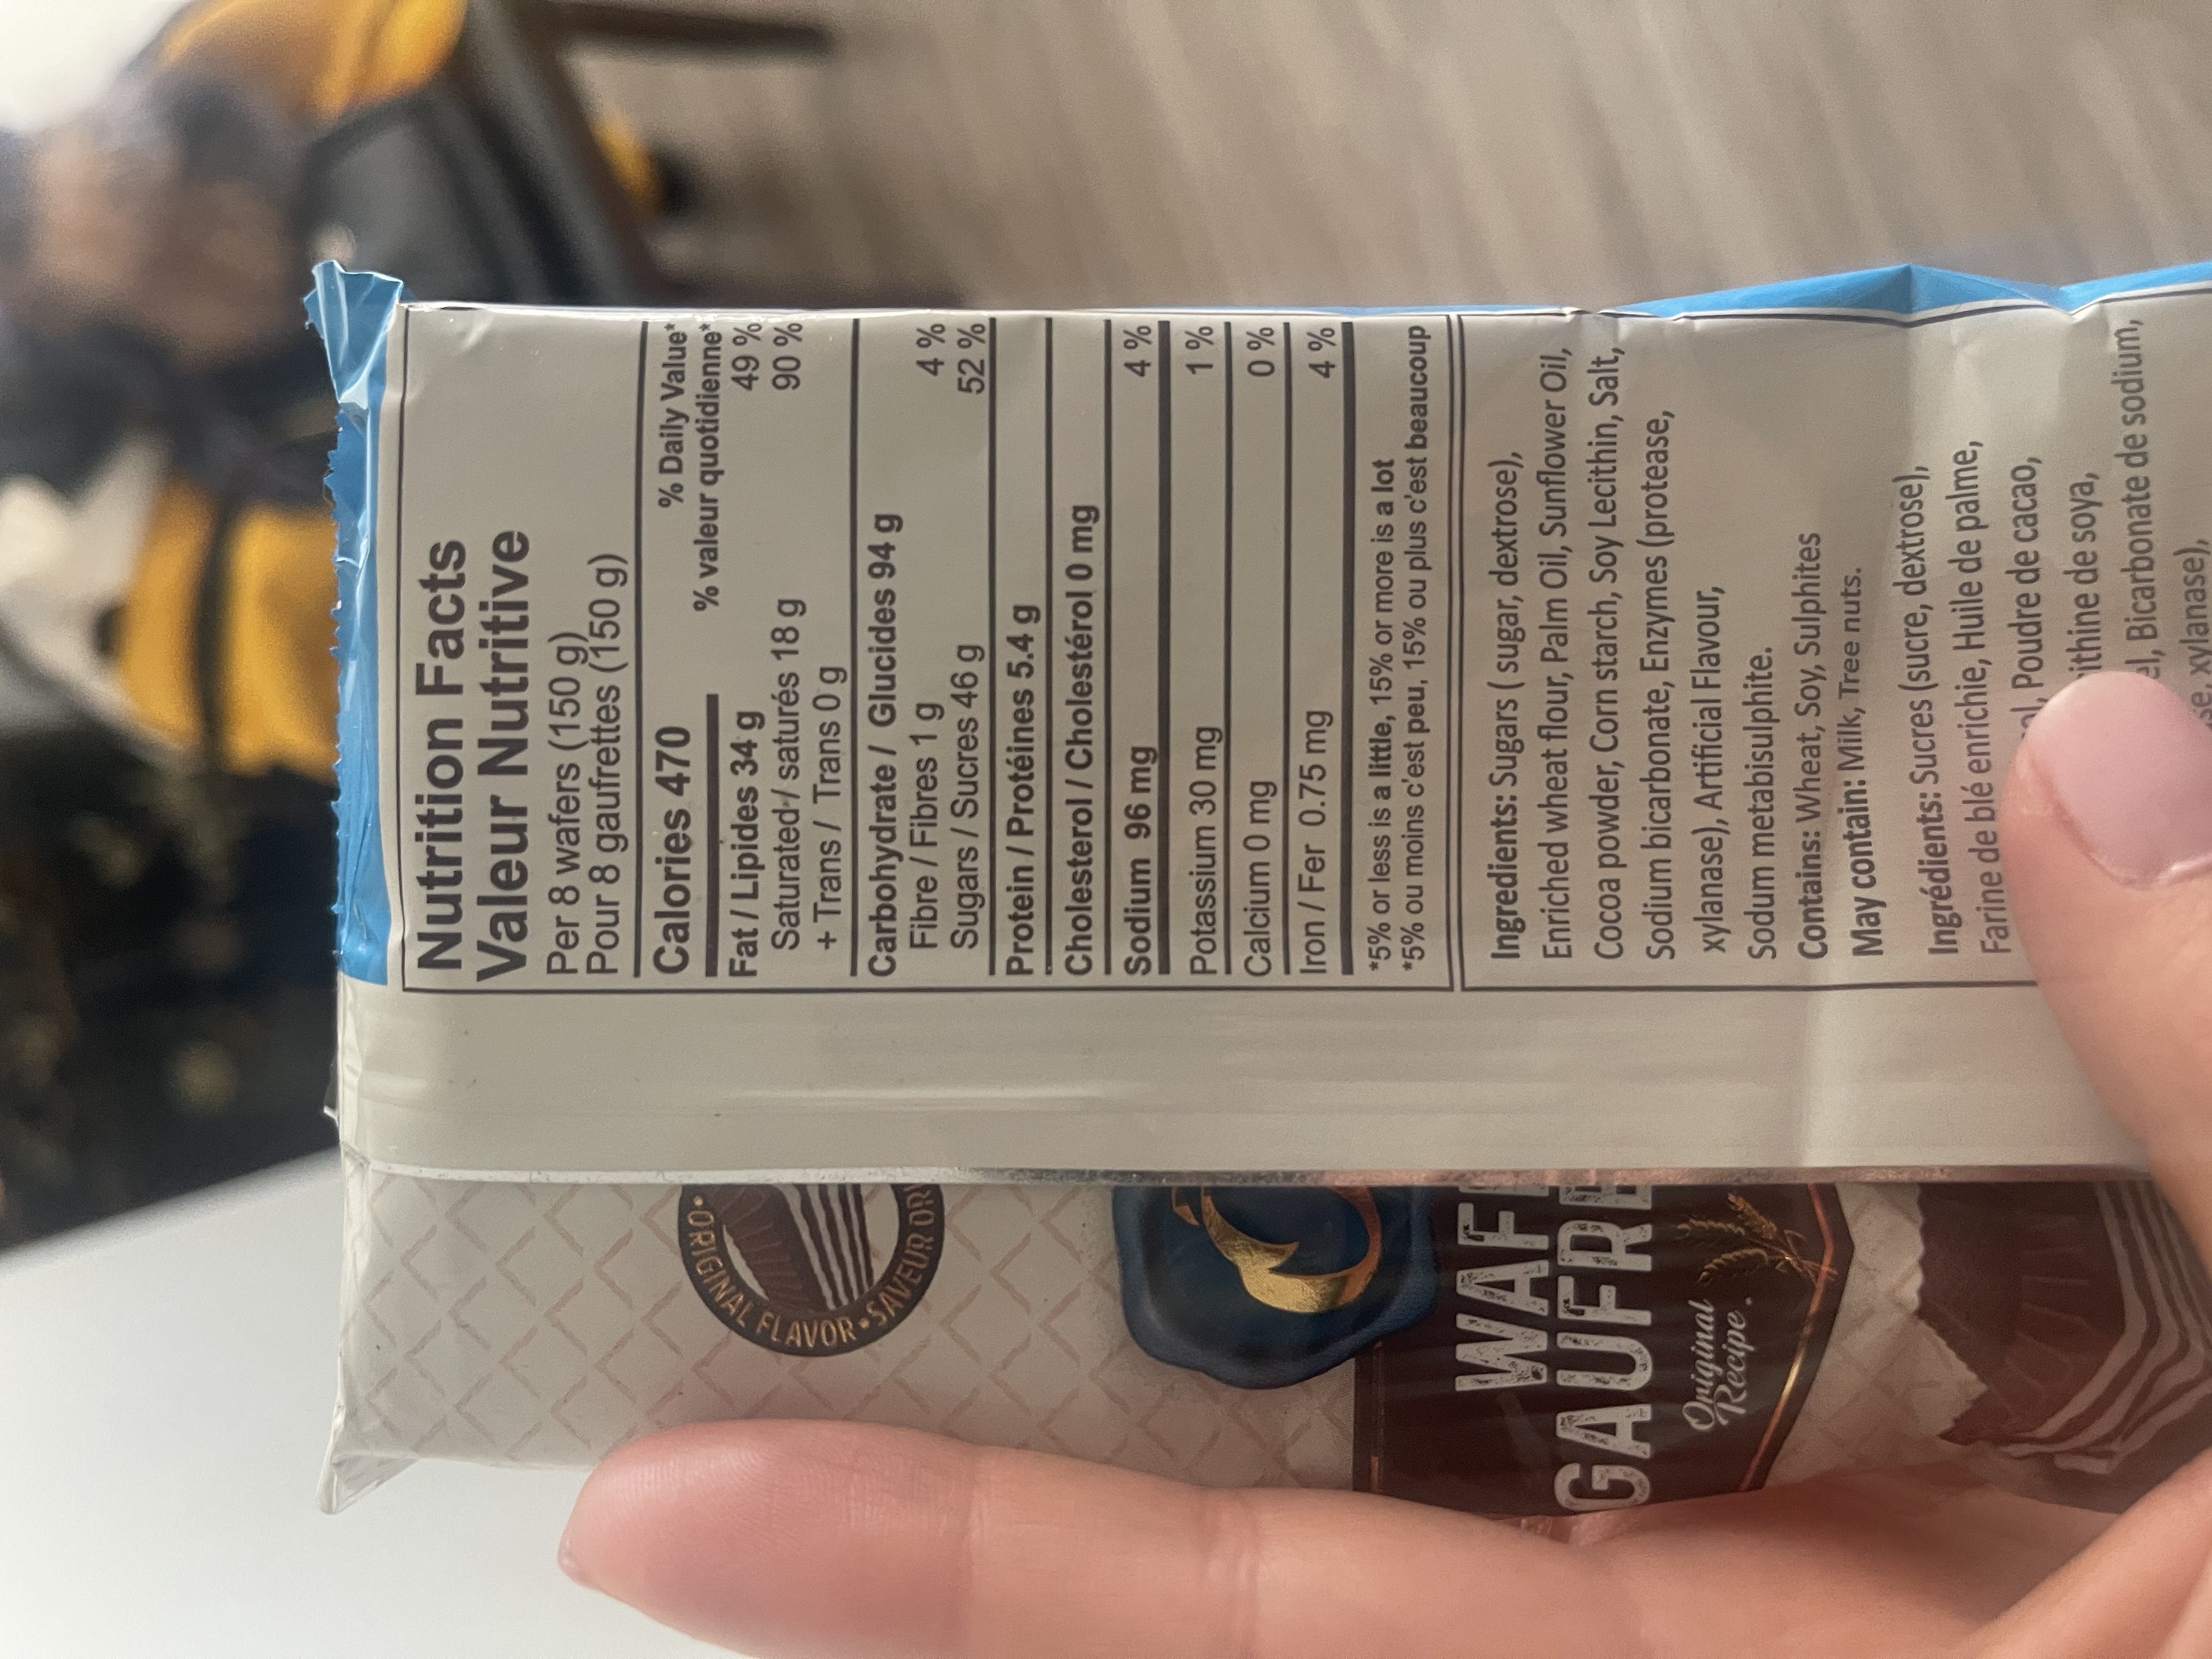 Nutrition Facts
Valeur Nutritive
Per 8 wafers (150 g)
Pour 8 gaufrettes (150 g)
Calories 470
% Daily Value*
% valeur quotidienne*
Fat / Lipides 34 g 49 %
Saturated / saturés 18 g 90 %
+ Trans / Trans 0 g
Carbohydrate / Glucides 94 g
Fibre / Fibres 1 g 4 %
Sugars / Sucres 46 g 52 %
Protein / Protéines 5.4 g
Cholesterol / Cholestérol 0 mg
Sodium 96 mg 4 %
Potassium 30 mg 1 %
Calcium 0 mg 0 %
Iron / Fer 0.75 mg 4 %
*5% or less is a little, 15% or more is a lot
*5% ou moins c'est peu, 15% ou plus c'est beaucoup
Ingredients: Sugars ( sugar, dextrose),
Enriched wheat flour, Palm Oil, Sunflower Oil,
Cocoa powder, Corn starch, Soy Lecithin, Salt,
Sodium bicarbonate, Enzymes (protease,
xylanase), Artificial Flavour,
Sodum metabisulphite.
Contains: Wheat, Soy, Sulphites
May contain: Milk, Tree nuts.
Ingrédients: Sucres (sucre, dextrose),
Farine de blé enrichie, Huile de palme,
Poudre de cacao,
de soya,
Bicarbonate de sodium,
xylanase),
•ORIGINAL FLAVOR•SAVEUR
WAF
GAUFRE
Original
Recipe